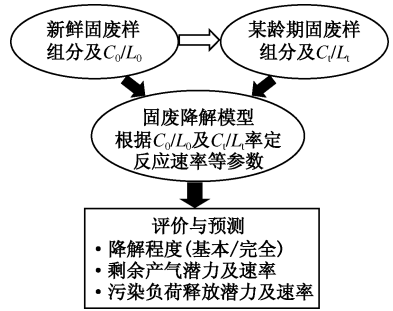 新鲜固废样
组分及C0/L0
某龄期固废样
组分及Ct/Lt
固废降解模型
根据C0/L0及Ct/Lt率定
反应速率等参数
评价与预测
• 降解程度(基本/完全)
• 剩余产气潜力及速率
• 污染负荷释放潜力及速率